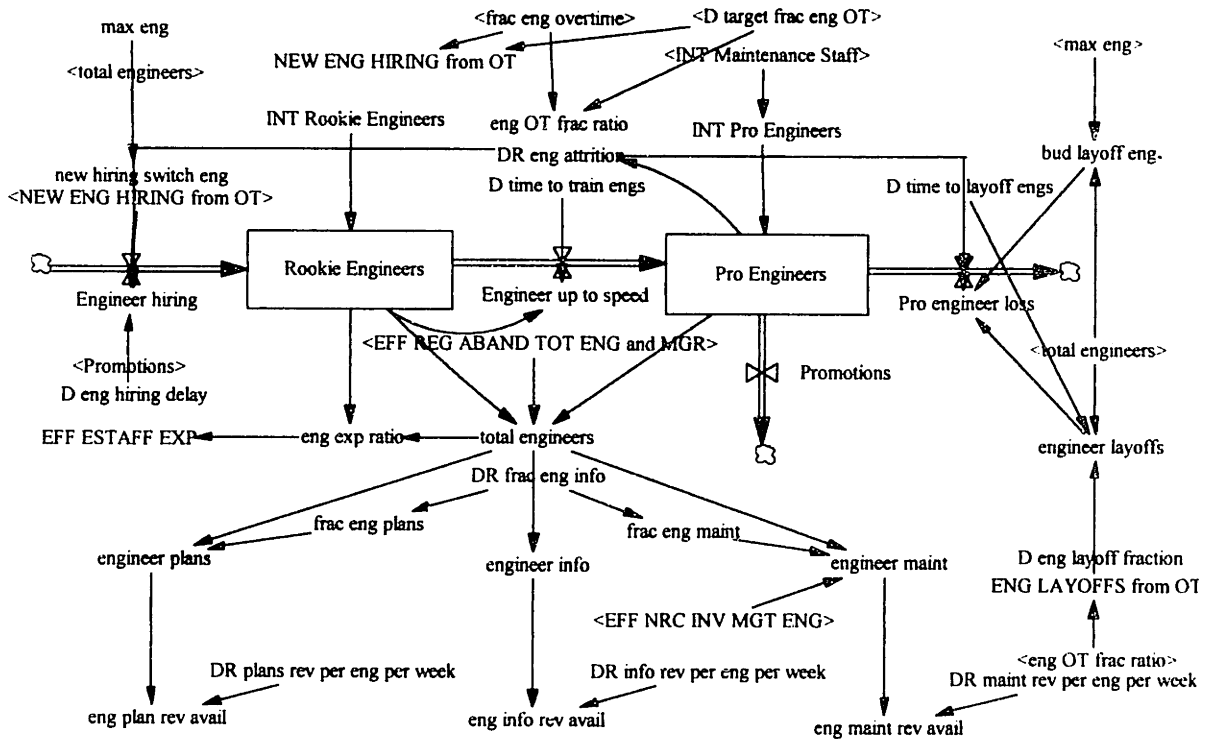 <frac eng overtime>
<D target frac eng OT>
max eng
NEW ENG HIRING from OT
<INT Maintenance Staff>
<max eng>
<total engineers>
INT Rookie Engineers
eng OT frac ratio
INT Pro Engineers
DR eng attrition
bud layoff eng.
new hiring switch eng
D time to train engs
D time to layoff engs
<NEW ENG HIRING from OT>
Rookie Engineers
Pro Engineers
Engineer hiring
Engineer up to speed
Pro engineer loss
<EFF REG ABAND TOT ENG and MGR>
<total engineers>
<Promotions>
Promotions
D eng hiring delay
EFF ESTAFF EXP
eng exp ratio
total engineers
engineer layoffs
DR frac eng info
frac eng plans
frac eng maint
engineer plans
engineer info
engineer maint
D eng layoff fraction
ENG LAYOFFS from OT
<EFF NRC INV MGT ENG>
<eng OT frac ratio>
DR plans rev per eng per week
DR info rev per eng per week
DR maint rev per eng per week
eng plan rev avail
eng info rev avail
eng maint rev avail